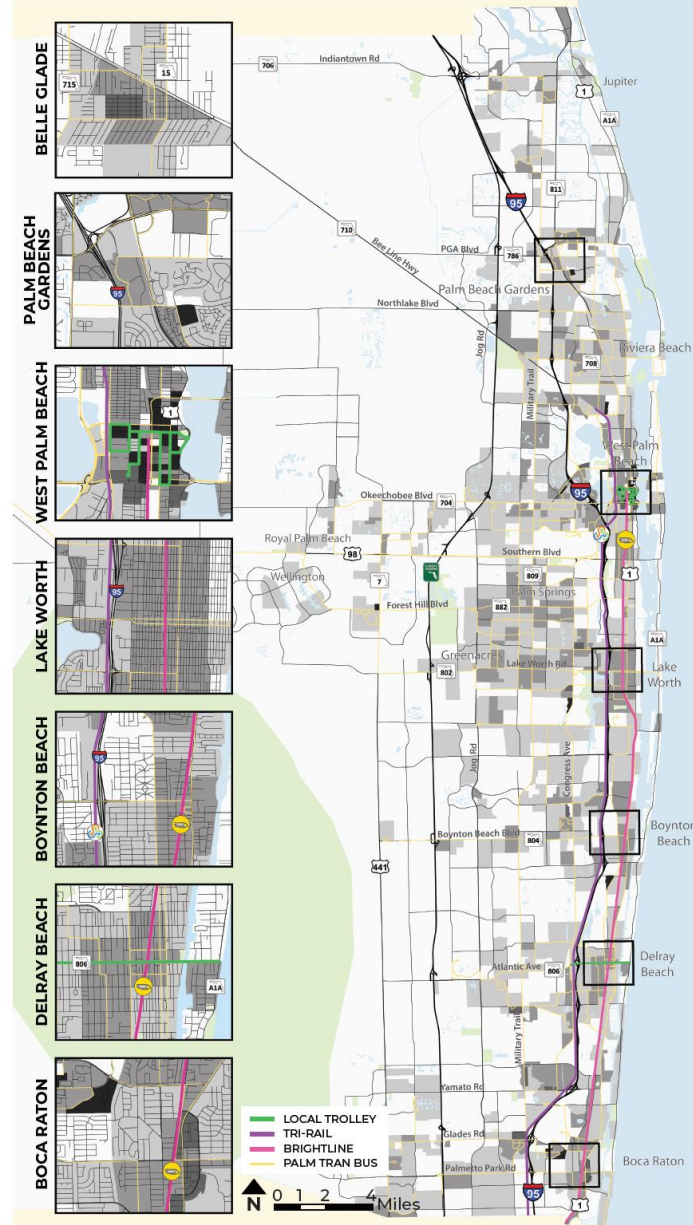 BELLE GLADE
715
15
PALM BEACH
GARDENS
95
WEST PALM BEACH
1
LAKE WORTH
95
BOYNTON BEACH
95
DELRAY BEACH
806
A1A
BOCA RATON
Indiantown Rd
706
Jupiter
1
A1A
95
811
710
Bee Line Hwy
PGA Blvd
786
Palm Beach Gardens
Northlake Blvd
Jog Rd
Military Trail
708
Riviera Beach
West Palm
Beach
Okeechobee Blvd
704
95
Royal Palm Beach
98
Southern Blvd
Wellington
7
809
1
Palm Springs
Forest Hill Blvd
882
A1A
Greenacres
Lake Worth Rd
802
Lake
Worth
Jog Rd
Congress Ave
Boynton Beach Blvd
804
Boynton
Beach
441
Atlantic Ave
806
Delray
Beach
Military Trail
Yamato Rd
Glades Rd
Palmetto Park Rd
Boca Raton
95
1
LOCAL TROLLEY
TRI-RAIL
BRIGHTLINE
PALM TRAN BUS
N
0 1 2 4 Miles